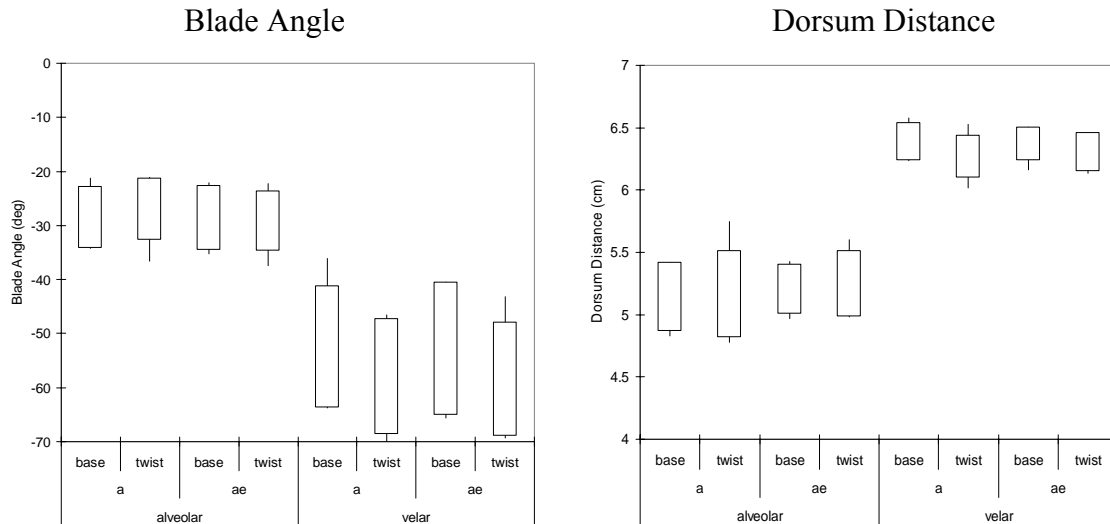 Blade Angle
0
-10
-20
-30
-40
-50
-60
-70
Blade Angle (deg)
base twist base twist base twist base twist
a ae a ae
alveolar velar
Dorsum Distance
7
6.5
6
5.5
5
4.5
4
Dorsum Distance (cm)
base twist base twist base twist base twist
a ae a ae
alveolar velar